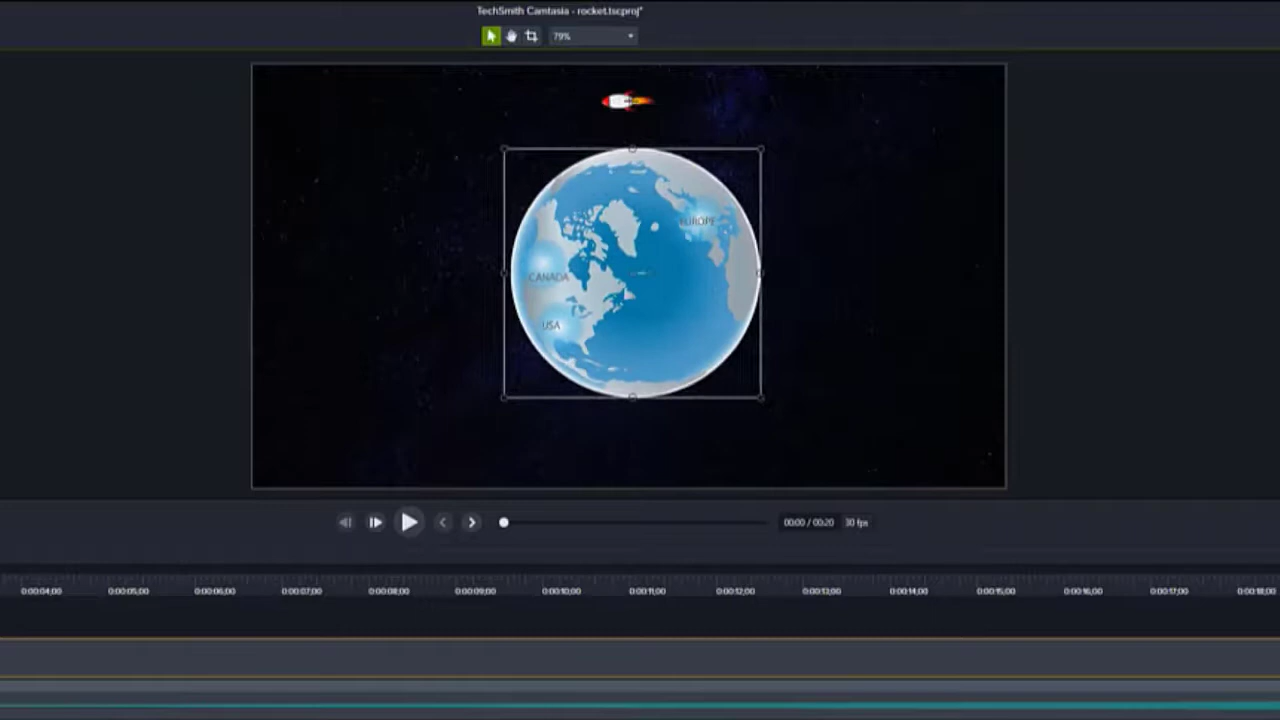 TechSmith Camtasia - rocket.tscproj*
79%
EUROPE
CANADA
USA
00:00 / 00:20 30 fps
0:00:04;00 0:00:05;00 0:00:06;00 0:00:07;00 0:00:08;00 0:00:09;00 0:00:10;00 0:00:11;00 0:00:12;00 0:00:13;00 0:00:14;00 0:00:15;00 0:00:16;00 0:00:17;00 0:00:18;00